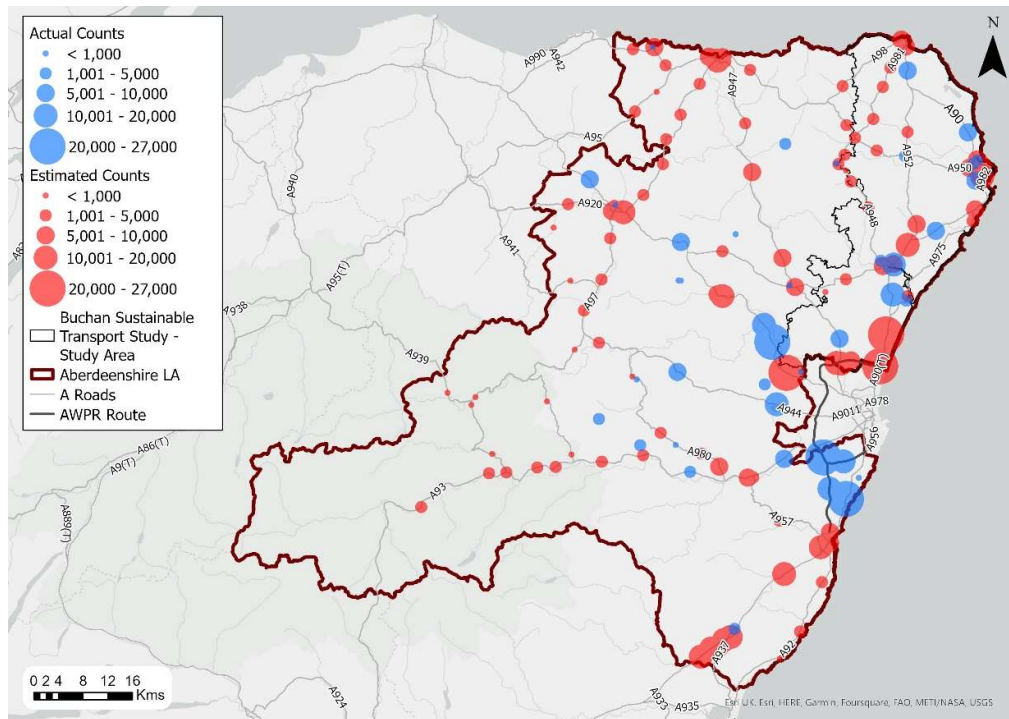 Actual Counts
< 1,000
1,001 - 5,000
5,001 - 10,000
10,001 - 20,000
20,000 - 27,000
Estimated Counts
< 1,000
1,001 - 5,000
5,001 - 10,000
10,001 - 20,000
20,000 - 27,000
Buchan Sustainable
Transport Study -
Study Area
Aberdeenshire LA
A Roads
AWPR Route
N
A990
A942
A98
A981
A947
A90
A95
A952
A950
A982
A940
A920
A948
A941
A975
A95(T)
A97
A938
A939
A90(T)
A978
A944
A9011
A956
A86(T)
A9(T)
A980
A93
A889(T)
A957
A937
A92
A924
A933
A935
0 2 4 8 12 16
Kms
Esri UK, Esri, HERE, Garmin, Foursquare, FAO, METI/NASA, USGS